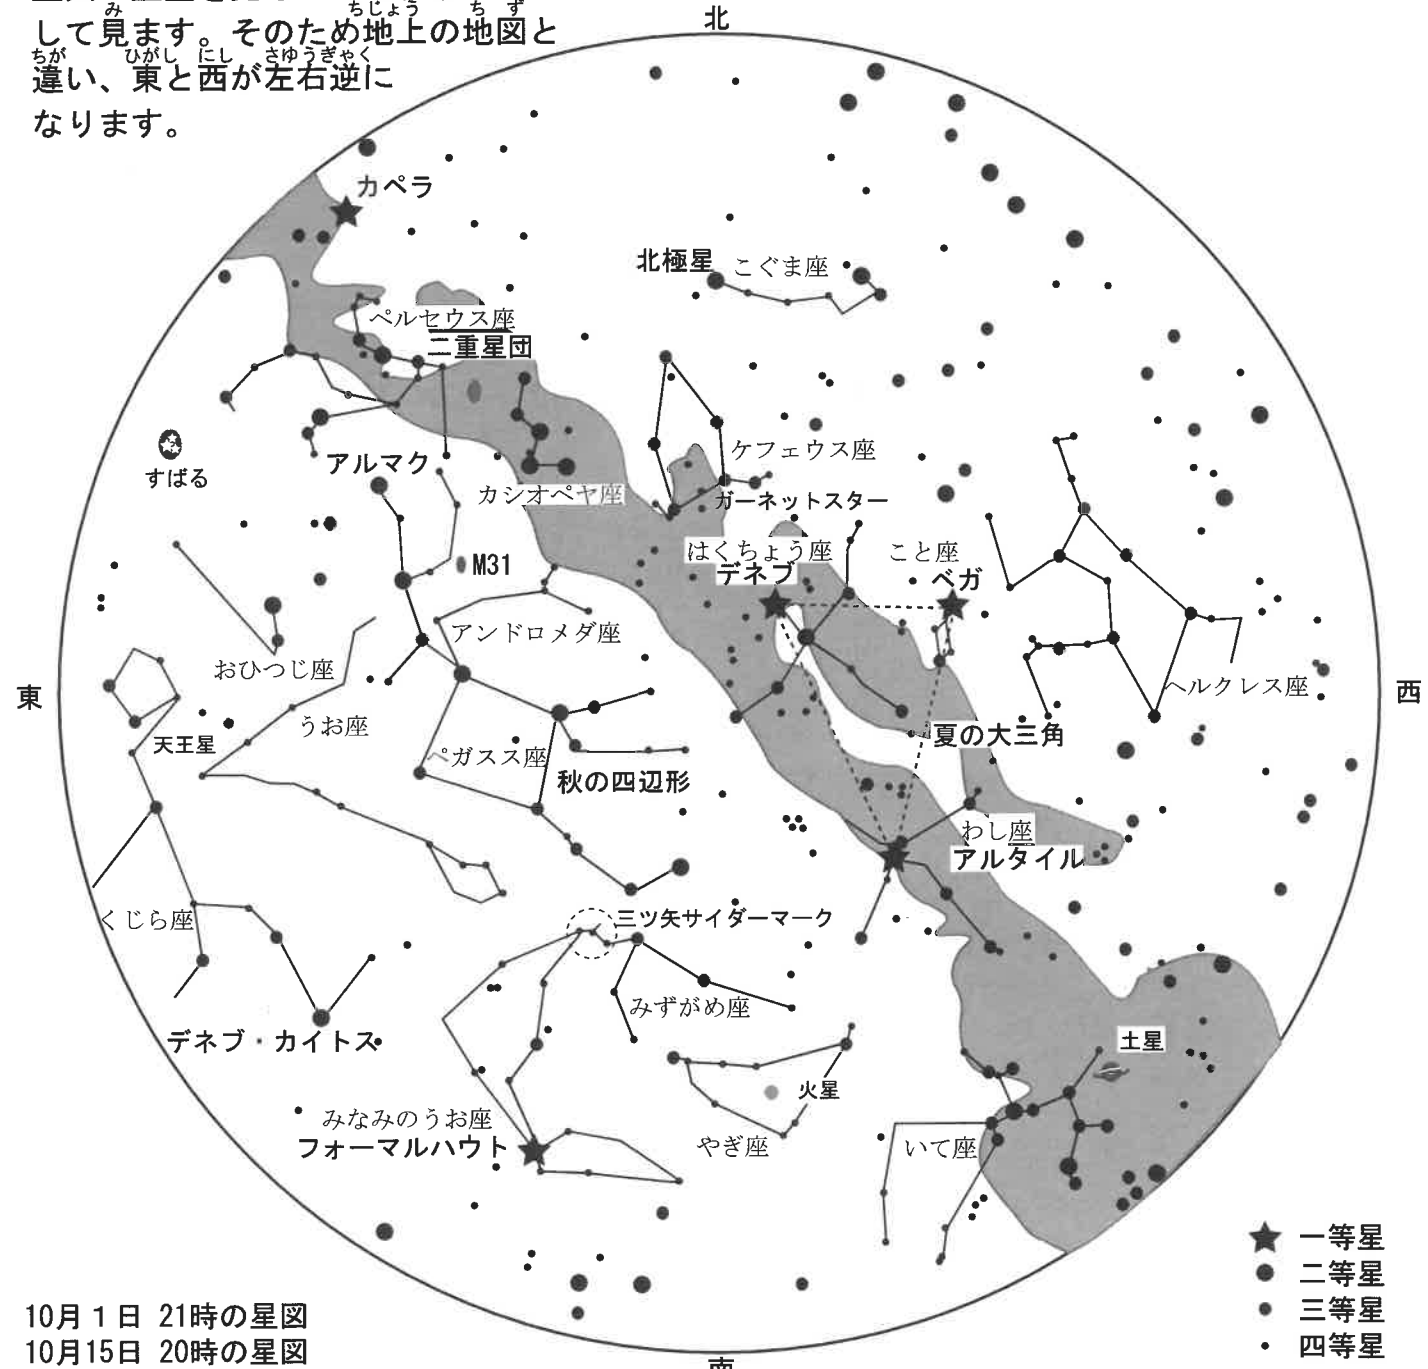 して見ます。そのため地上の地図と
違い、東と西が左右逆に
なります。
北
カペラ
北極星
こぐま座
ペルセウス座
二重星団
すばる
アルマク
カシオペヤ座
ケフェウス座
ガーネットスター
M31
はくちょう座
デネブ
こと座
ベガ
アンドロメダ座
おひつじ座
東
西
うお座
天王星
ヘルクレス座
ペガスス座
秋の四辺形
夏の大三角
わし座
アルタイル
くじら座
三ツ矢サイダーマーク
みずがめ座
デネブ・カイトス
土星
火星
みなみのうお座
フォーマルハウト
やぎ座
いて座
一等星
二等星
三等星
四等星
10月1日 21時の星図
10月15日 20時の星図
南